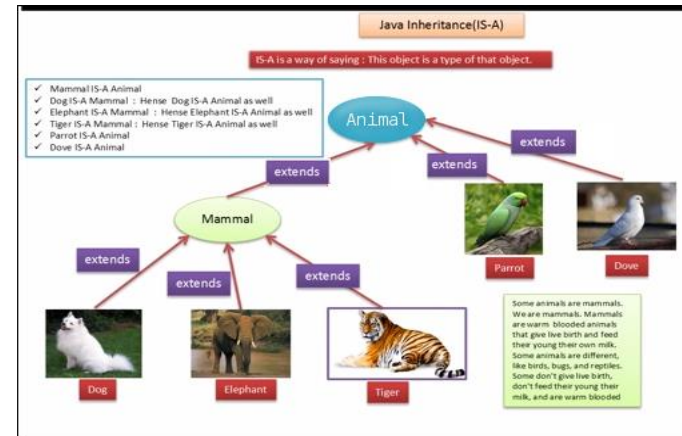 Java Inheritance(IS-A)
IS-A is a way of saying : This object is a type of that object.
✓ Mammal IS-A Animal
✓ Dog IS-A Mammal : Hense Dog IS-A Animal as well
✓ Elephant IS-A Mammal : Hense Elephant IS-A Animal as well
✓ Tiger IS-A Mammal : Hense Tiger IS-A Animal as well
✓ Parrot IS-A Animal
✓ Dove IS-A Animal
Animal
extends
extends
extends
Mammal
Parrot
Dove
extends
extends
extends
Dog
Elephant
Tiger
Some animals are mammals.
We are mammals. Mammals
are warm blooded animals
that give live birth and feed
their young their own milk.
Some animals are different,
like birds, bugs, and reptiles.
Some don't give live birth,
don't feed their young their
milk, and are warm blooded